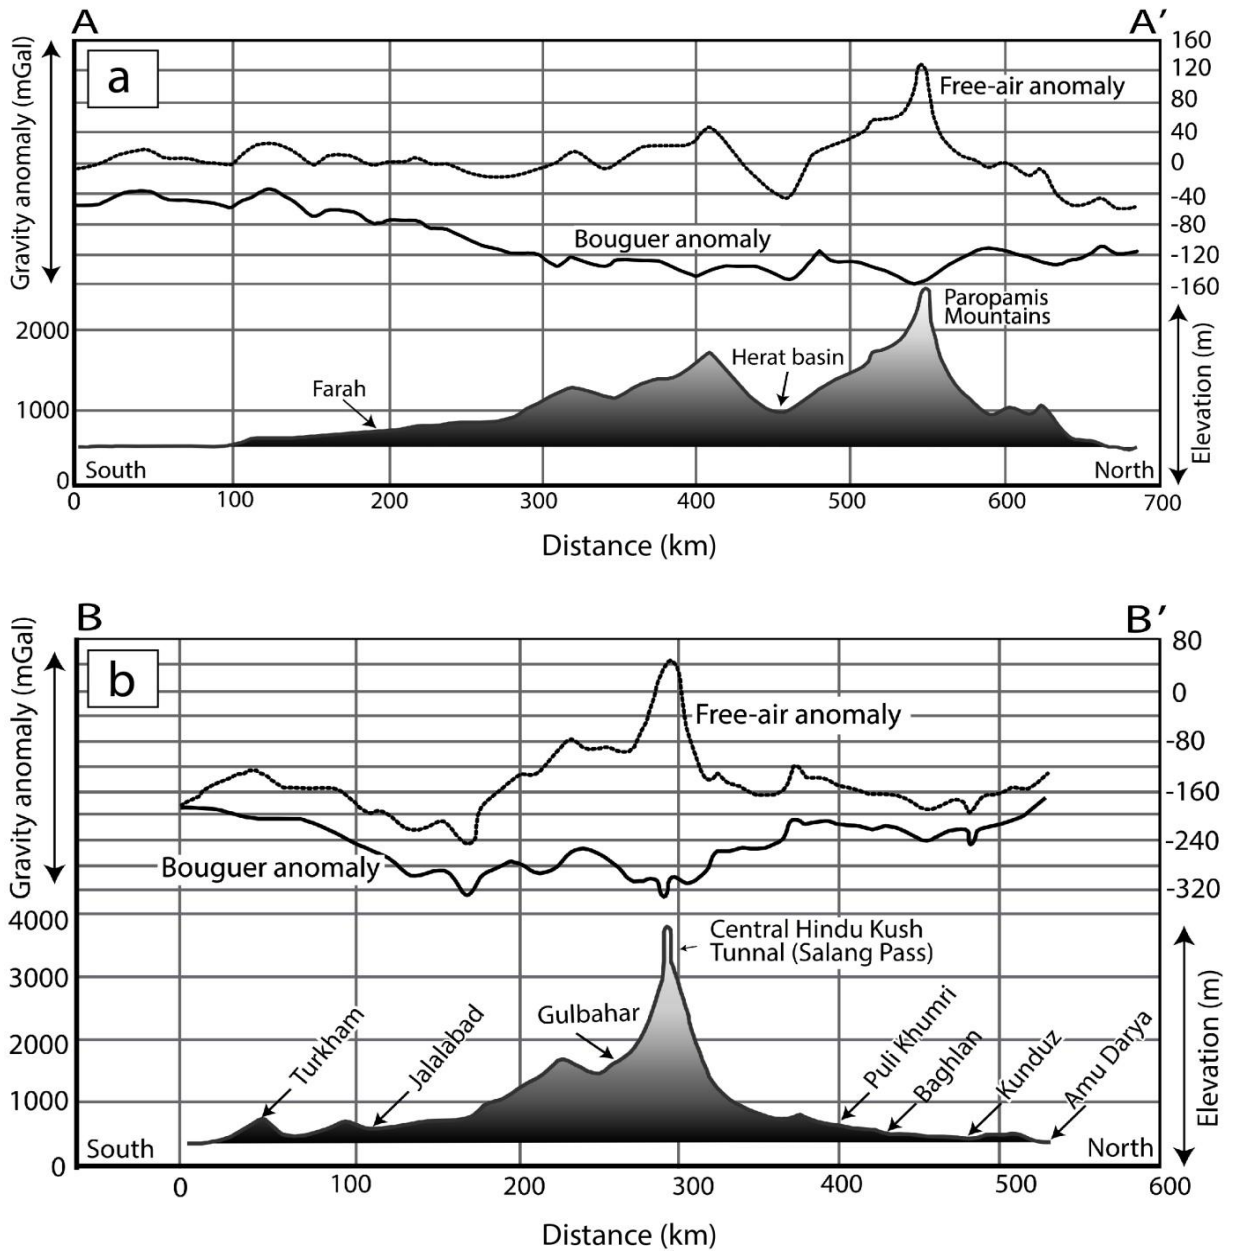 A
A′
Gravity anomaly (mGal)
a
Free-air anomaly
Bouguer anomaly
160
120
80
40
0
-40
-80
-120
-160
Paropamis
Mountains
Herat basin
Farah
2000
1000
0
Elevation (m)
South
North
0 100 200 300 400 500 600 700
Distance (km)
B
B′
Gravity anomaly (mGal)
b
Free-air anomaly
Bouguer anomaly
80
0
-80
-160
-240
-320
4000
3000
2000
1000
0
Central Hindu Kush
Tunnal (Salang Pass)
Gulbahar
Turkham
Jalalabad
Puli Khumri
Baghlan
Kunduz
Amu Darya
Elevation (m)
South
North
0 100 200 300 400 500 600
Distance (km)